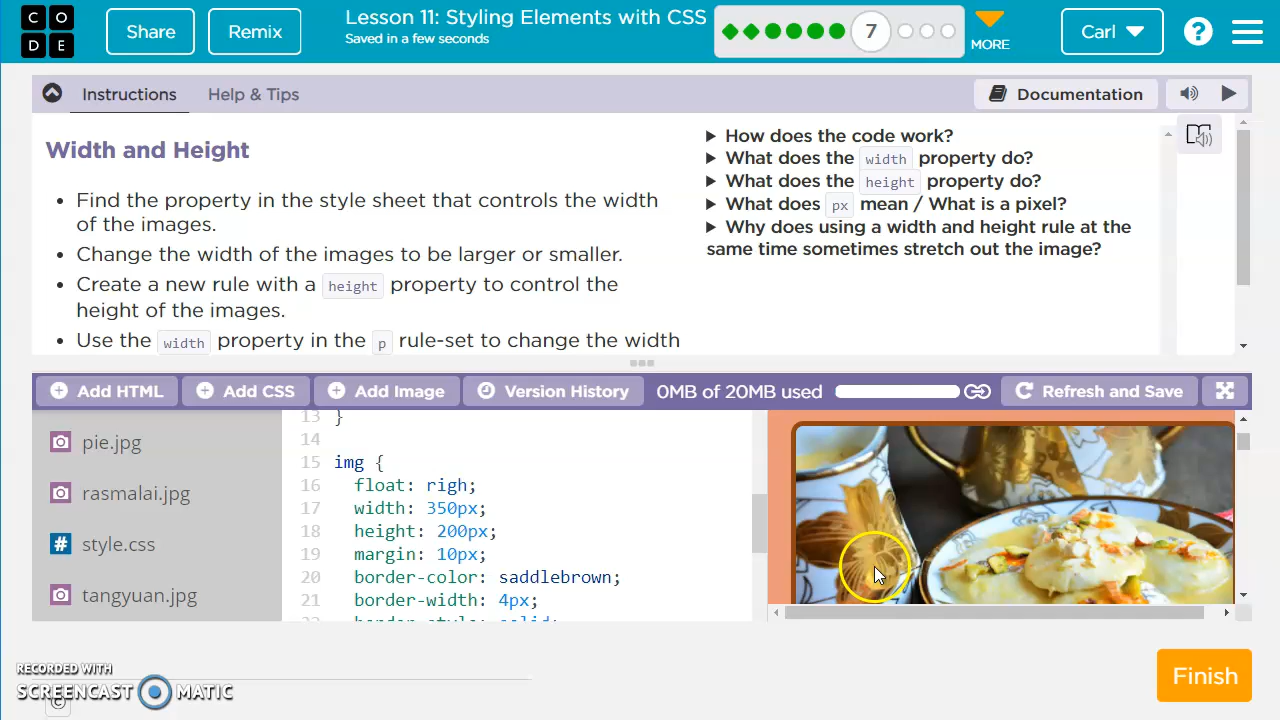 C O
D E
Share
Remix
Lesson 11: Styling Elements with CSS
Saved in a few seconds
7
MORE
Carl
?
Instructions
Help & Tips
Documentation
Width and Height
• Find the property in the style sheet that controls the width
of the images.
• Change the width of the images to be larger or smaller.
• Create a new rule with a height property to control the
height of the images.
• Use the width property in the p rule-set to change the width
How does the code work?
What does the width property do?
What does the height property do?
What does px mean / What is a pixel?
Why does using a width and height rule at the
same time sometimes stretch out the image?
Add HTML
Add CSS
Add Image
Version History
0MB of 20MB used
Refresh and Save
pie.jpg
rasmalai.jpg
style.css
tangyuan.jpg
13 }
14
15 img {
16 float: righ;
17 width: 350px;
18 height: 200px;
19 margin: 10px;
20 border-color: saddlebrown;
21 border-width: 4px;
Finish
RECORDED WITH
SCREENCAST MATIC
©